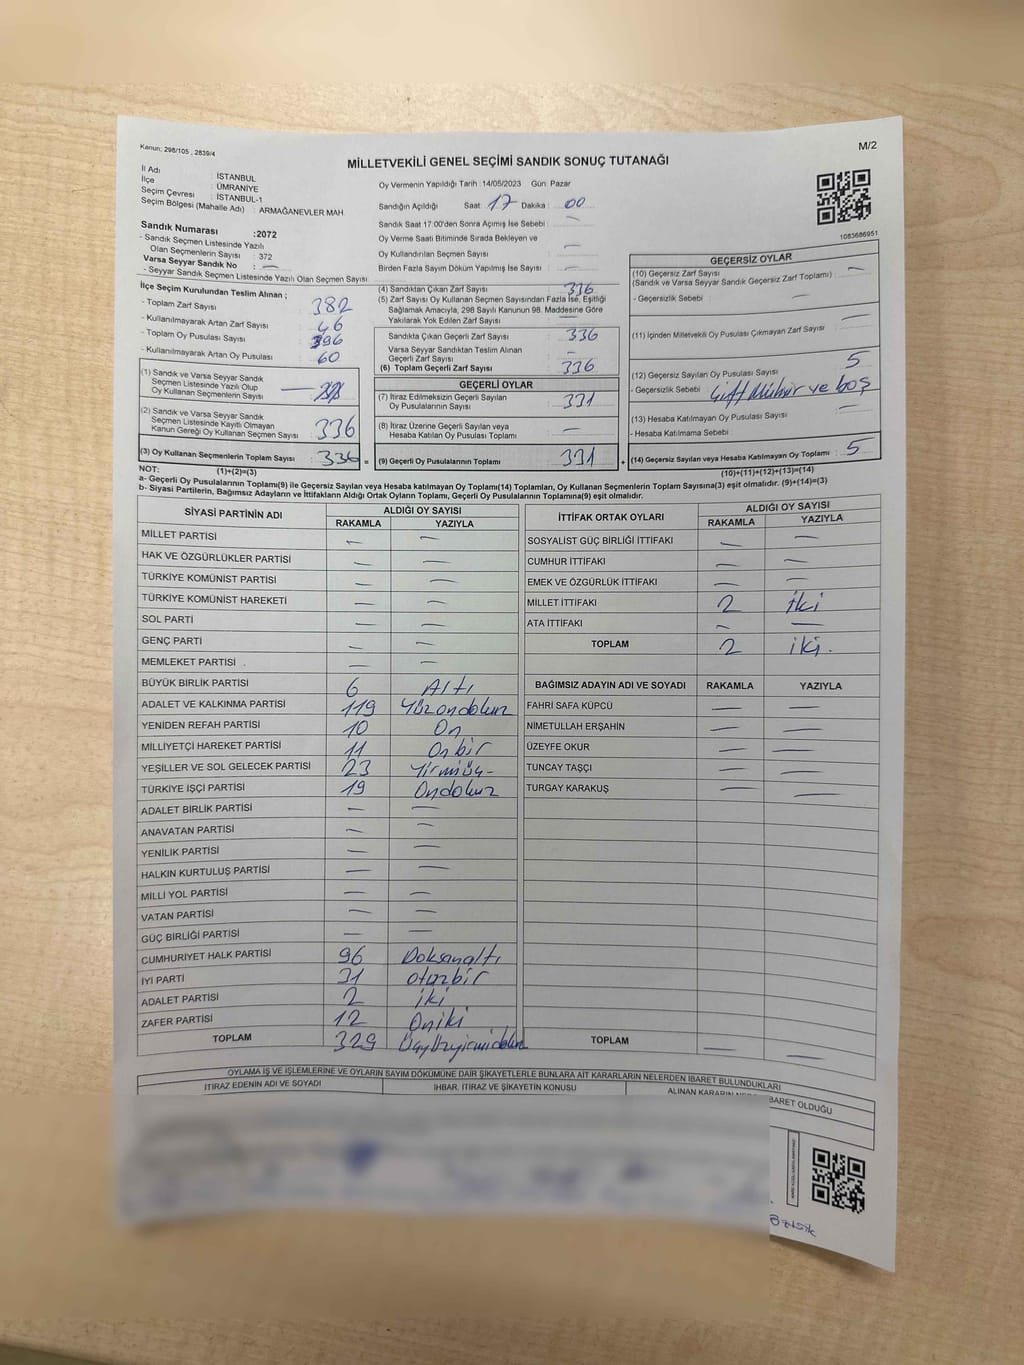 Kanun; 298/105 , 2839/4
M/2
MİLLETVEKİLİ GENEL SEÇİMİ SANDIK SONUÇ TUTANAĞI
İl Adı : İSTANBUL
İlçe : ÜMRANİYE
Seçim Çevresi : İSTANBUL-1
Seçim Bölgesi (Mahalle Adı) : ARMAĞANEVLER MAH.
Oy Vermenin Yapıldığı Tarih :14/05/2023 Gün: Pazar
Sandığın Açıldığı Saat: 17 Dakika : 00
Sandık Saat 17:00'den Sonra Açılmış İse Sebebi : —
Oy Verme Saati Bitiminde Sırada Bekleyen ve
Oy Kullandırılan Seçmen Sayısı : —
Birden Fazla Sayım Döküm Yapılmış İse Sayısı : —
1083686951
Sandık Numarası :2072
- Sandık Seçmen Listesinde Yazılı
Olan Seçmenlerin Sayısı : 372
Varsa Seyyar Sandık No : —
- Seyyar Sandık Seçmen Listesinde Yazılı Olan Seçmen Sayısı
İlçe Seçim Kurulundan Teslim Alınan ;
- Toplam Zarf Sayısı : 382
- Kullanılmayarak Artan Zarf Sayısı : 46
- Toplam Oy Pusulası Sayısı : 396
- Kullanılmayarak Artan Oy Pusulası : 60
(1) Sandık ve Varsa Seyyar Sandık
Seçmen Listesinde Yazılı Olup
Oy Kullanan Seçmenlerin Sayısı : —
(2) Sandık ve Varsa Seyyar Sandık
Seçmen Listesinde Kayıtlı Olmayan
Kanun Gereği Oy Kullanan Seçmen Sayısı : 336
(3) Oy Kullanan Seçmenlerin Toplam Sayısı : 336 =
(1)+(2)=(3)
(4) Sandıktan Çıkan Zarf Sayısı : 336
(5) Zarf Sayısı Oy Kullanan Seçmen Sayısından Fazla İse, Eşitliği
Sağlamak Amacıyla, 298 Sayılı Kanunun 98. Maddesine Göre
Yakılarak Yok Edilen Zarf Sayısı : —
Sandıkta Çıkan Geçerli Zarf Sayısı : 336
Varsa Seyyar Sandıktan Teslim Alınan
Geçerli Zarf Sayısı : —
(6) Toplam Geçerli Zarf Sayısı : 336
GEÇERLİ OYLAR
(7) İtiraz Edilmeksizin Geçerli Sayılan
Oy Pusulalarının Sayısı : 331
(8) İtiraz Üzerine Geçerli Sayılan veya
Hesaba Katılan Oy Pusulası Toplamı : —
(9) Geçerli Oy Pusulalarının Toplamı : 331 +
GEÇERSİZ OYLAR
(10) Geçersiz Zarf Sayısı : —
(Sandık ve Varsa Seyyar Sandık Geçersiz Zarf Toplamı)
- Geçersizlik Sebebi : —
(11) İçinden Milletvekili Oy Pusulası Çıkmayan Zarf Sayısı : —
(12) Geçersiz Sayılan Oy Pusulası Sayısı : 5
- Geçersizlik Sebebi : Çift Mühür ve boş
(13) Hesaba Katılmayan Oy Pusulası Sayısı : —
- Hesaba Katılmama Sebebi : —
(14) Geçersiz Sayılan veya Hesaba Katılmayan Oy Toplamı : 5
(10)+(11)+(12)+(13)=(14)
NOT:
a- Geçerli Oy Pusulalarının Toplamı(9) ile Geçersiz Sayılan veya Hesaba katılmayan Oy Toplamı(14) Toplamları, Oy Kullanan Seçmenlerin Toplam Sayısına(3) eşit olmalıdır. (9)+(14)=(3)
b- Siyasi Partilerin, Bağımsız Adayların ve İttifakların Aldığı Ortak Oyların Toplamı, Geçerli Oy Pusulalarının Toplamına(9) eşit olmalıdır.
SİYASİ PARTİNİN ADI ALDIĞI OY SAYISI
RAKAMLA YAZIYLA
MİLLET PARTİSİ — —
HAK VE ÖZGÜRLÜKLER PARTİSİ — —
TÜRKİYE KOMÜNİST PARTİSİ — —
TÜRKİYE KOMÜNİST HAREKETİ — —
SOL PARTİ — —
GENÇ PARTİ — —
MEMLEKET PARTİSİ — —
BÜYÜK BİRLİK PARTİSİ 6 Altı
ADALET VE KALKINMA PARTİSİ 119 Yüzondokuz
YENİDEN REFAH PARTİSİ 10 On
MİLLİYETÇİ HAREKET PARTİSİ 11 Onbir
YEŞİLLER VE SOL GELECEK PARTİSİ 23 Yirmiüç
TÜRKİYE İŞÇİ PARTİSİ 19 Ondokuz
ADALET BİRLİK PARTİSİ — —
ANAVATAN PARTİSİ — —
YENİLİK PARTİSİ — —
HALKIN KURTULUŞ PARTİSİ — —
MİLLİ YOL PARTİSİ — —
VATAN PARTİSİ — —
GÜÇ BİRLİĞİ PARTİSİ — —
CUMHURİYET HALK PARTİSİ 96 Doksanaltı
İYİ PARTİ 31 otuzbir
ADALET PARTİSİ 2 iki
ZAFER PARTİSİ 12 Oniki
TOPLAM 329
İTTİFAK ORTAK OYLARI ALDIĞI OY SAYISI
RAKAMLA YAZIYLA
SOSYALİST GÜÇ BİRLİĞİ İTTİFAKI — —
CUMHUR İTTİFAKI — —
EMEK VE ÖZGÜRLÜK İTTİFAKI — —
MİLLET İTTİFAKI 2 İki
ATA İTTİFAKI — —
TOPLAM 2 iki.
BAĞIMSIZ ADAYIN ADI VE SOYADI RAKAMLA YAZIYLA
FAHRİ SAFA KÜPCÜ — —
NİMETULLAH ERŞAHİN — —
ÜZEYFE OKUR — —
TUNCAY TAŞÇI — —
TURGAY KARAKUŞ — —
TOPLAM — —
OYLAMA İŞ VE İŞLEMLERİNE VE OYLARIN SAYIM DÖKÜMÜNE DAİR ŞİKAYETLERLE BUNLARA AİT KARARLARIN NELERDEN İBARET BULUNDUKLARI
İTİRAZ EDENİN ADI VE SOYADI İHBAR, İTİRAZ VE ŞİKAYETİN KONUSU ALINAN KARARIN BARET OLDUĞU